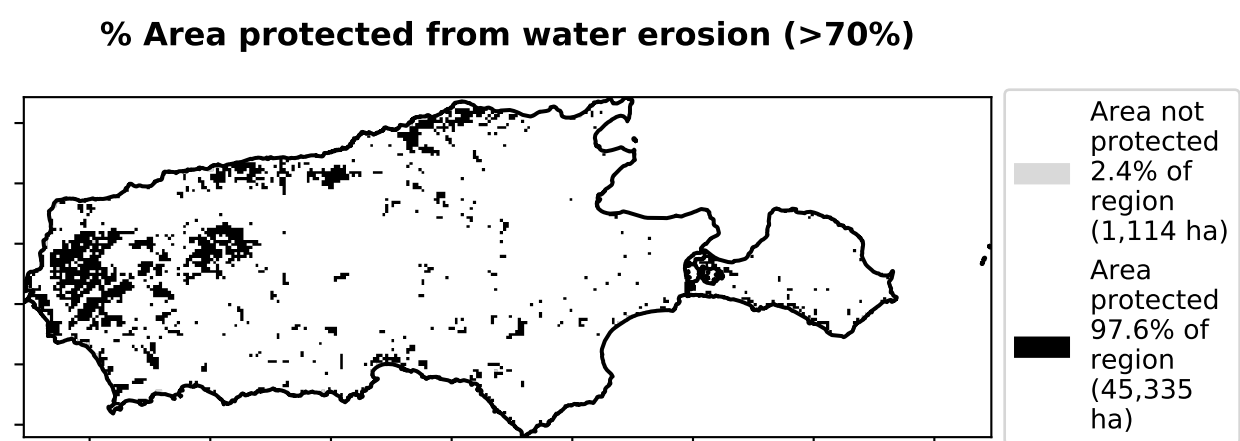 % Area protected from water erosion (>70%)
Area not
protected
2.4% of
region
(1,114 ha)
Area
protected
97.6% of
region
(45,335
ha)